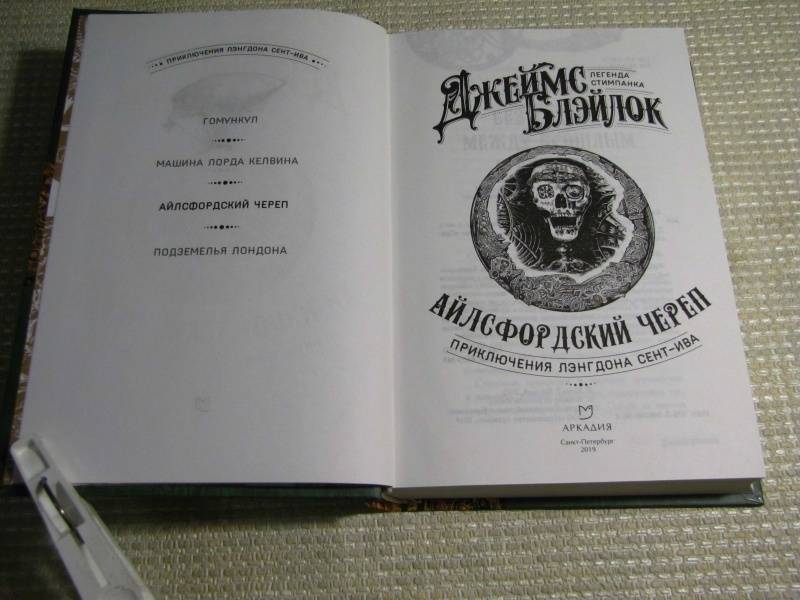 ПРИКЛЮЧЕНИЯ ЛЭНГДОНА СЕНТ-ИВА
ГОМУНКУЛ
МАШИНА ЛОРДА КЕЛВИНА
АЙЛСФОРДСКИЙ ЧЕРЕП
ПОДЗЕМЕЛЬЯ ЛОНДОНА
ДЖЕЙМС
БЛЭЙЛОК
ЛЕГЕНДА
СТИМПАНКА
АЙЛСФОРДСКИЙ ЧЕРЕП
ПРИКЛЮЧЕНИЯ ЛЭНГДОНА СЕНТ-ИВА
АРКАДИЯ
Санкт-Петербург
2019